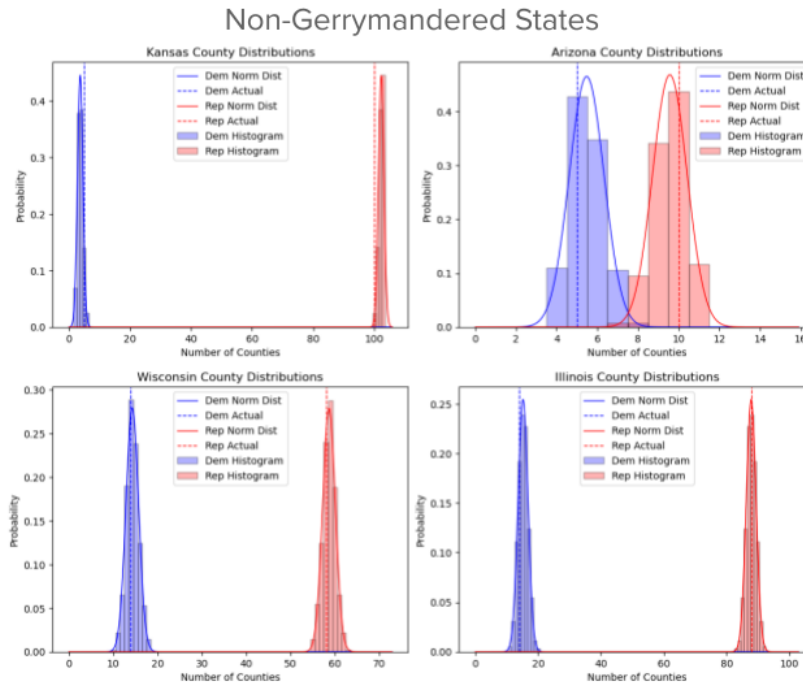 Non-Gerrymandered States
Kansas County Distributions
Dem Norm Dist
Dem Actual
Rep Norm Dist
Rep Actual
Dem Histogram
Rep Histogram
Probability
0.4
0.3
0.2
0.1
0.0
0 20 40 60 80 100
Number of Counties
Arizona County Distributions
Dem Norm Dist
Dem Actual
Rep Norm Dist
Rep Actual
Dem Histogram
Rep Histogram
Probability
0.4
0.3
0.2
0.1
0.0
0 2 4 6 8 10 12 14 16
Number of Counties
Wisconsin County Distributions
Dem Norm Dist
Dem Actual
Rep Norm Dist
Rep Actual
Dem Histogram
Rep Histogram
Probability
0.30
0.25
0.20
0.15
0.10
0.05
0.00
0 10 20 30 40 50 60 70
Number of Counties
Illinois County Distributions
Dem Norm Dist
Dem Actual
Rep Norm Dist
Rep Actual
Dem Histogram
Rep Histogram
Probability
0.25
0.20
0.15
0.10
0.05
0.00
0 20 40 60 80 100
Number of Counties